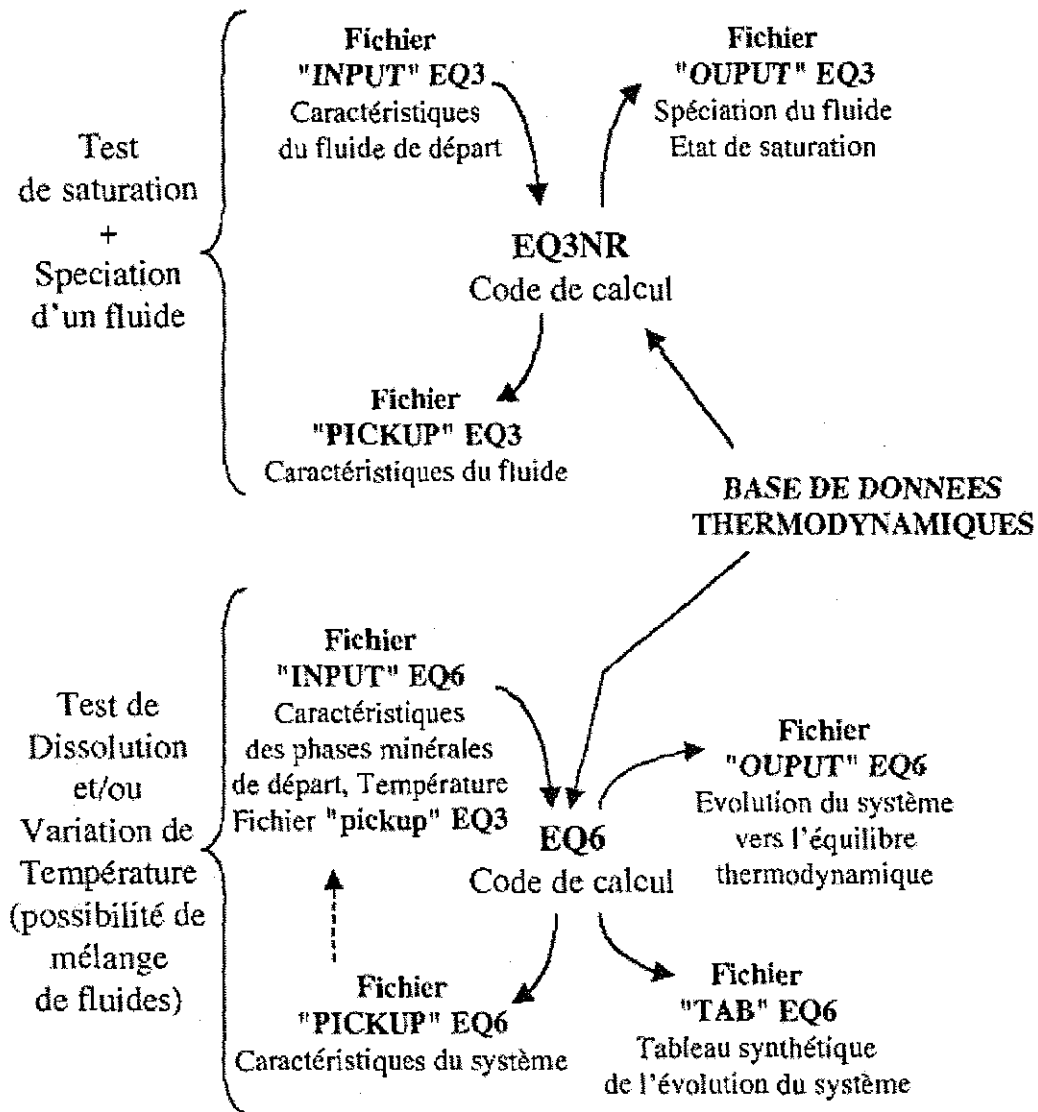 Test
de saturation
+
Speciation
d'un fluide
Fichier
"INPUT" EQ3
Caractéristiques
du fluide de départ
Fichier
"OUPUT" EQ3
Spéciation du fluide
Etat de saturation
EQ3NR
Code de calcul
Fichier
"PICKUP" EQ3
Caractéristiques du fluide
BASE DE DONNEES
THERMODYNAMIQUES
Test de
Dissolution
et/ou
Variation de
Température
(possibilité de
mélange
de fluides)
Fichier
"INPUT" EQ6
Caractéristiques
des phases minérales
de départ, Température
Fichier "pickup" EQ3
EQ6
Code de calcul
Fichier
"OUPUT" EQ6
Evolution du système
vers l'équilibre
thermodynamique
Fichier
"PICKUP" EQ6
Caractéristiques du système
Fichier
"TAB" EQ6
Tableau synthétique
de l'évolution du système